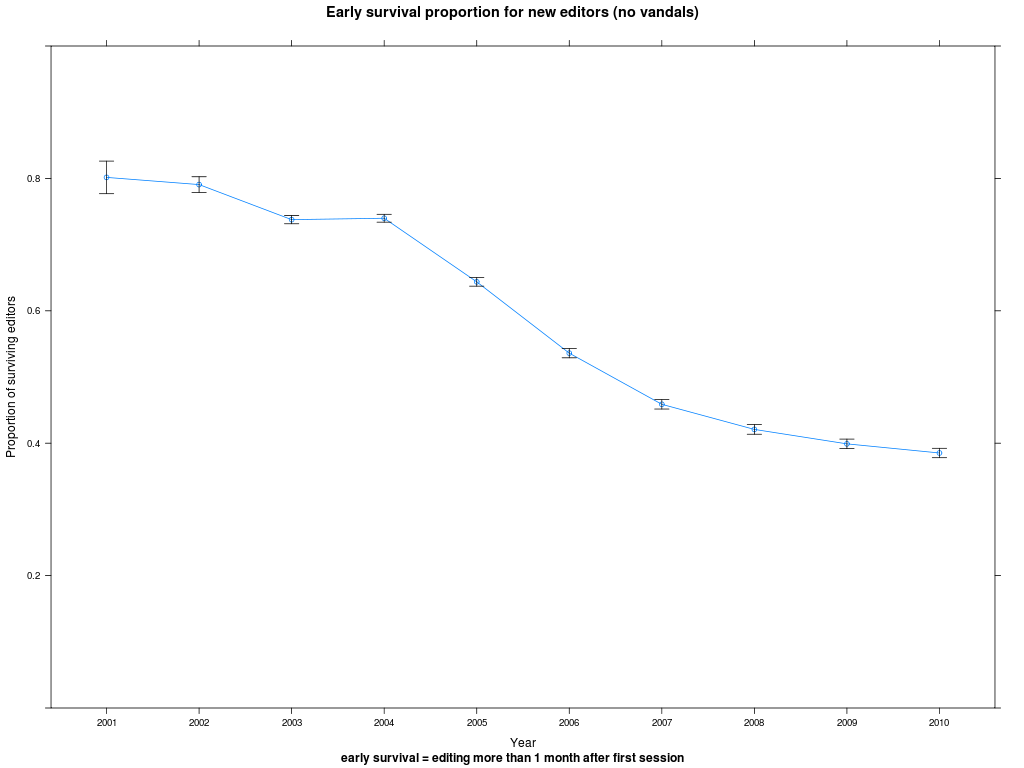 Early survival proportion for new editors (no vandals)
Proportion of surviving editors
0.8
0.6
0.4
0.2
2001 2002 2003 2004 2005 2006 2007 2008 2009 2010
Year
early survival = editing more than 1 month after first session